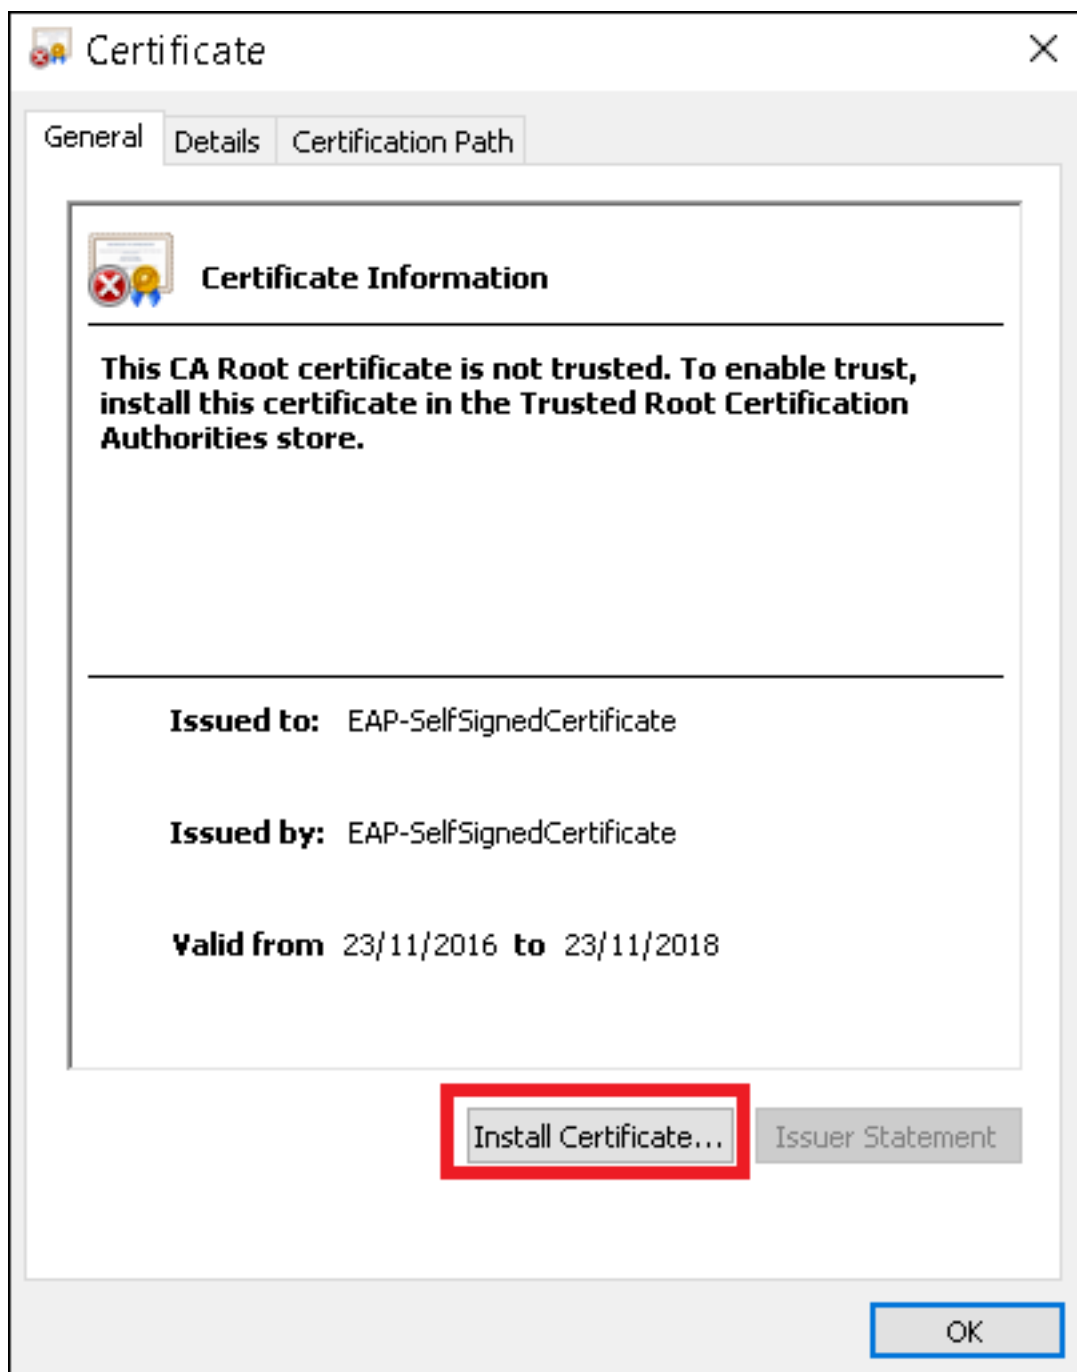 Certificate
General Details Certification Path
Certificate Information
This CA Root certificate is not trusted. To enable trust,
install this certificate in the Trusted Root Certification
Authorities store.
Issued to: EAP-SelfSignedCertificate
Issued by: EAP-SelfSignedCertificate
Valid from 23/11/2016 to 23/11/2018
Install Certificate... Issuer Statement
OK